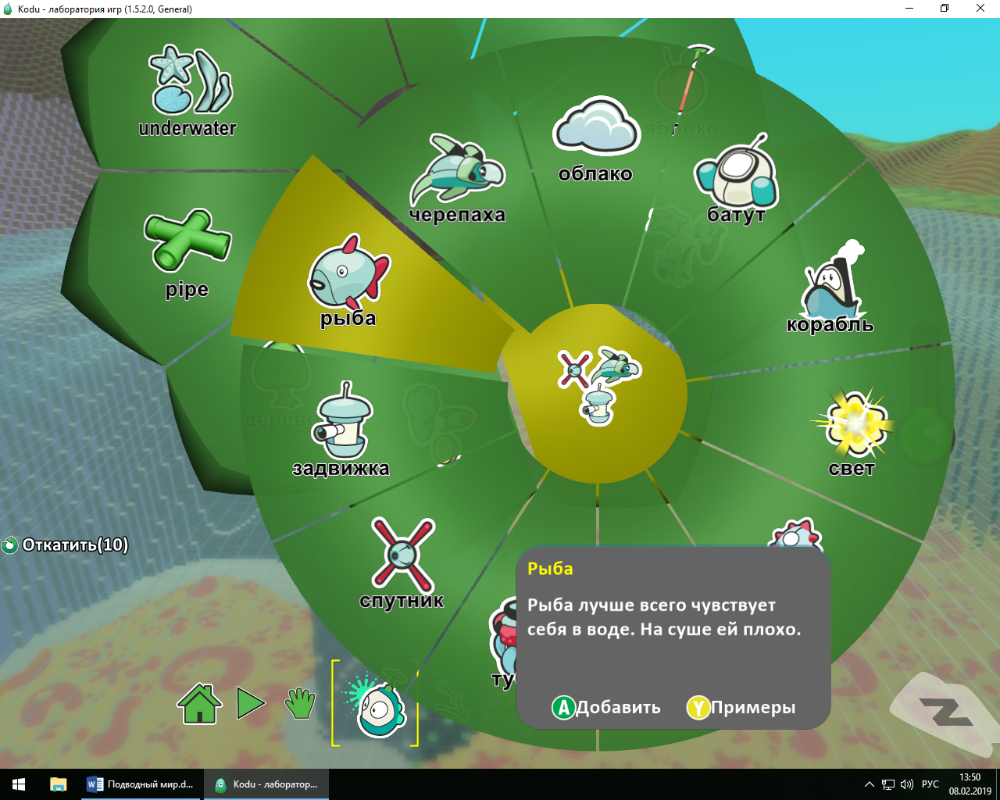 Kodu - лаборатория игр (1.5.2.0, General)
underwater
облако
яблоко
черепаха
батут
pipe
рыба
корабль
дерево
задвижка
свет
Откатить(10)
спутник
Рыба
Рыба лучше всего чувствует
себя в воде. На суше ей плохо.
ту
A Добавить
Y Примеры
Подводный мир.d...
Kodu - лаборатор...
РУС
13:50
08.02.2019